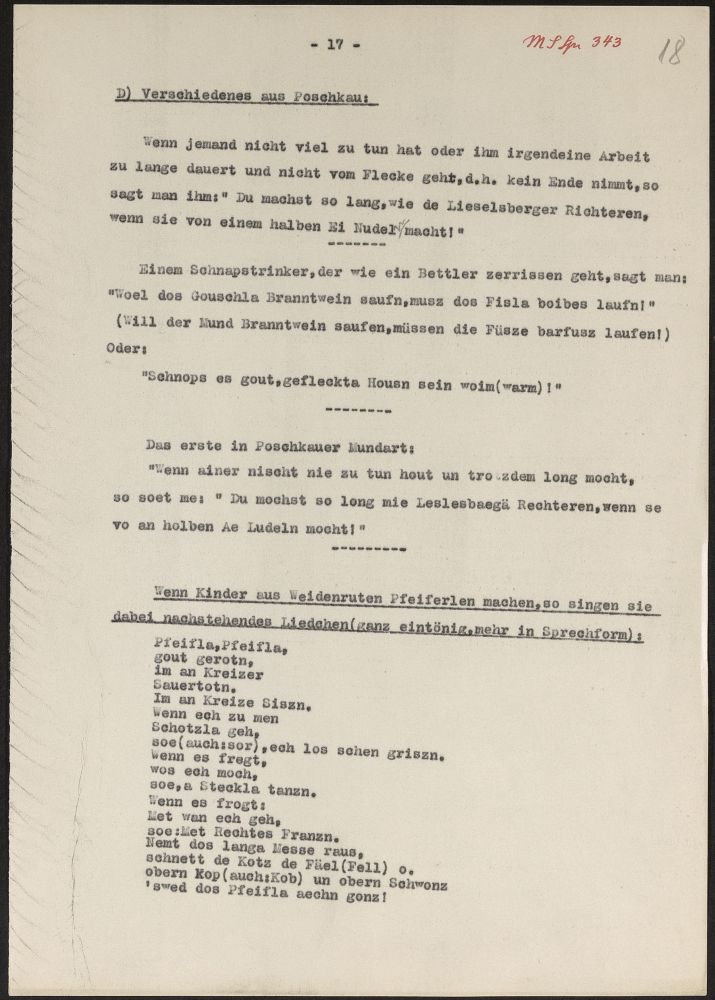 - 17 -
MS Spr 343
18
D) Verschiedenes aus Poschkau:
Wenn jemand nicht viel zu tun hat oder ihm irgendeine Arbeit
zu lange dauert und nicht vom Flecke geht,d.h. kein Ende nimmt,so
sagt man ihm:" Du machst so lang,wie de Lieselsberger Richteren,
wenn sie von einem halben Ei Nudel macht!"
-------
Einem Schnapstrinker,der wie ein Bettler zerrissen geht,sagt man:
"Woel dos Gouschla Branntwein saufn,musz dos Fisla boibes laufn!"
(Will der Mund Branntwein saufen,müssen die Füsze barfusz laufen!)
Oder:
"Schnops es gout,gefleckta Housn sein woim(warm)!"
--------
Das erste in Poschkauer Mundart:
"Wenn ainer nischt nie zu tun hout un trotzdem long mocht,
so soet me: " Du mochst so long mie Leslesbaegä Rechteren,wenn se
vo an holben Ae Ludeln mocht!"
---------
Wenn Kinder aus Weidenruten Pfeiferlen machen,so singen sie
dabei nachstehendes Liedchen(ganz eintönig,mehr in Sprechform):
Pfeifla,Pfeifla,
gout gerotn,
im an Kreizer
Sauertotn.
Im an Kreize Siszn.
Wenn ech zu men
Schotzla geh,
soe(auch:sor),ech los schen griszn.
Wenn es fregt,
wos ech moch,
soe,a Steckla tanzn.
Wenn es frogt:
Met wan ech geh,
soe:Met Rechtes Franzn.
Nemt dos langa Messe raus,
schnett de Kotz de Fäel(Fell) o.
obern Kop(auch:Kob) un obern Schwonz
'swed dos Pfeifla aechn gonz!